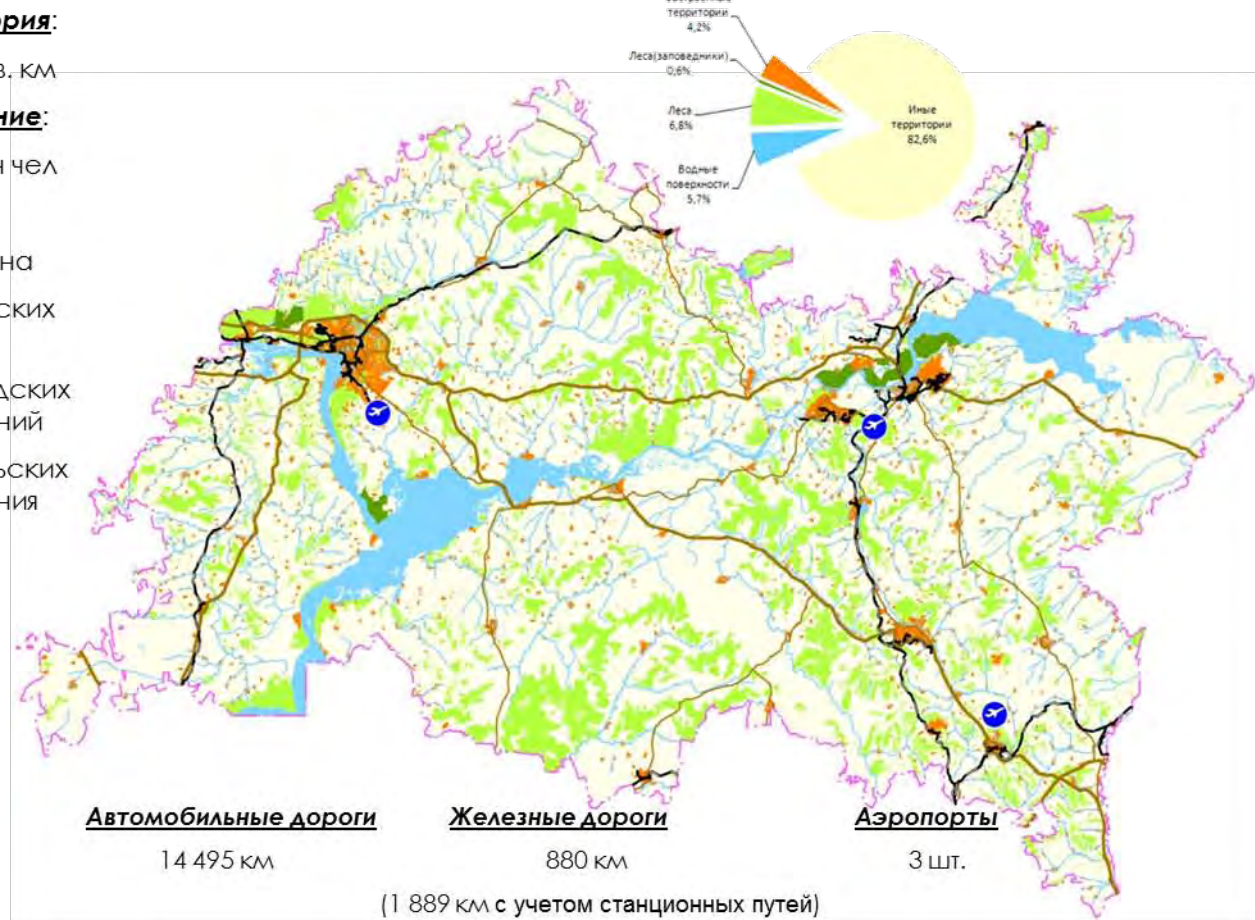 территории
4,2%
Леса(заповедники)
0,6%
Леса
6,8%
Водные
поверхности
5,7%
Иные
территории
82,6%
рия:
. км
ние:
чел
на
ских
дских
ний
ских
ния
Автомобильные дороги
14 495 км
Железные дороги
880 км
(1 889 км с учетом станционных путей)
Аэропорты
3 шт.